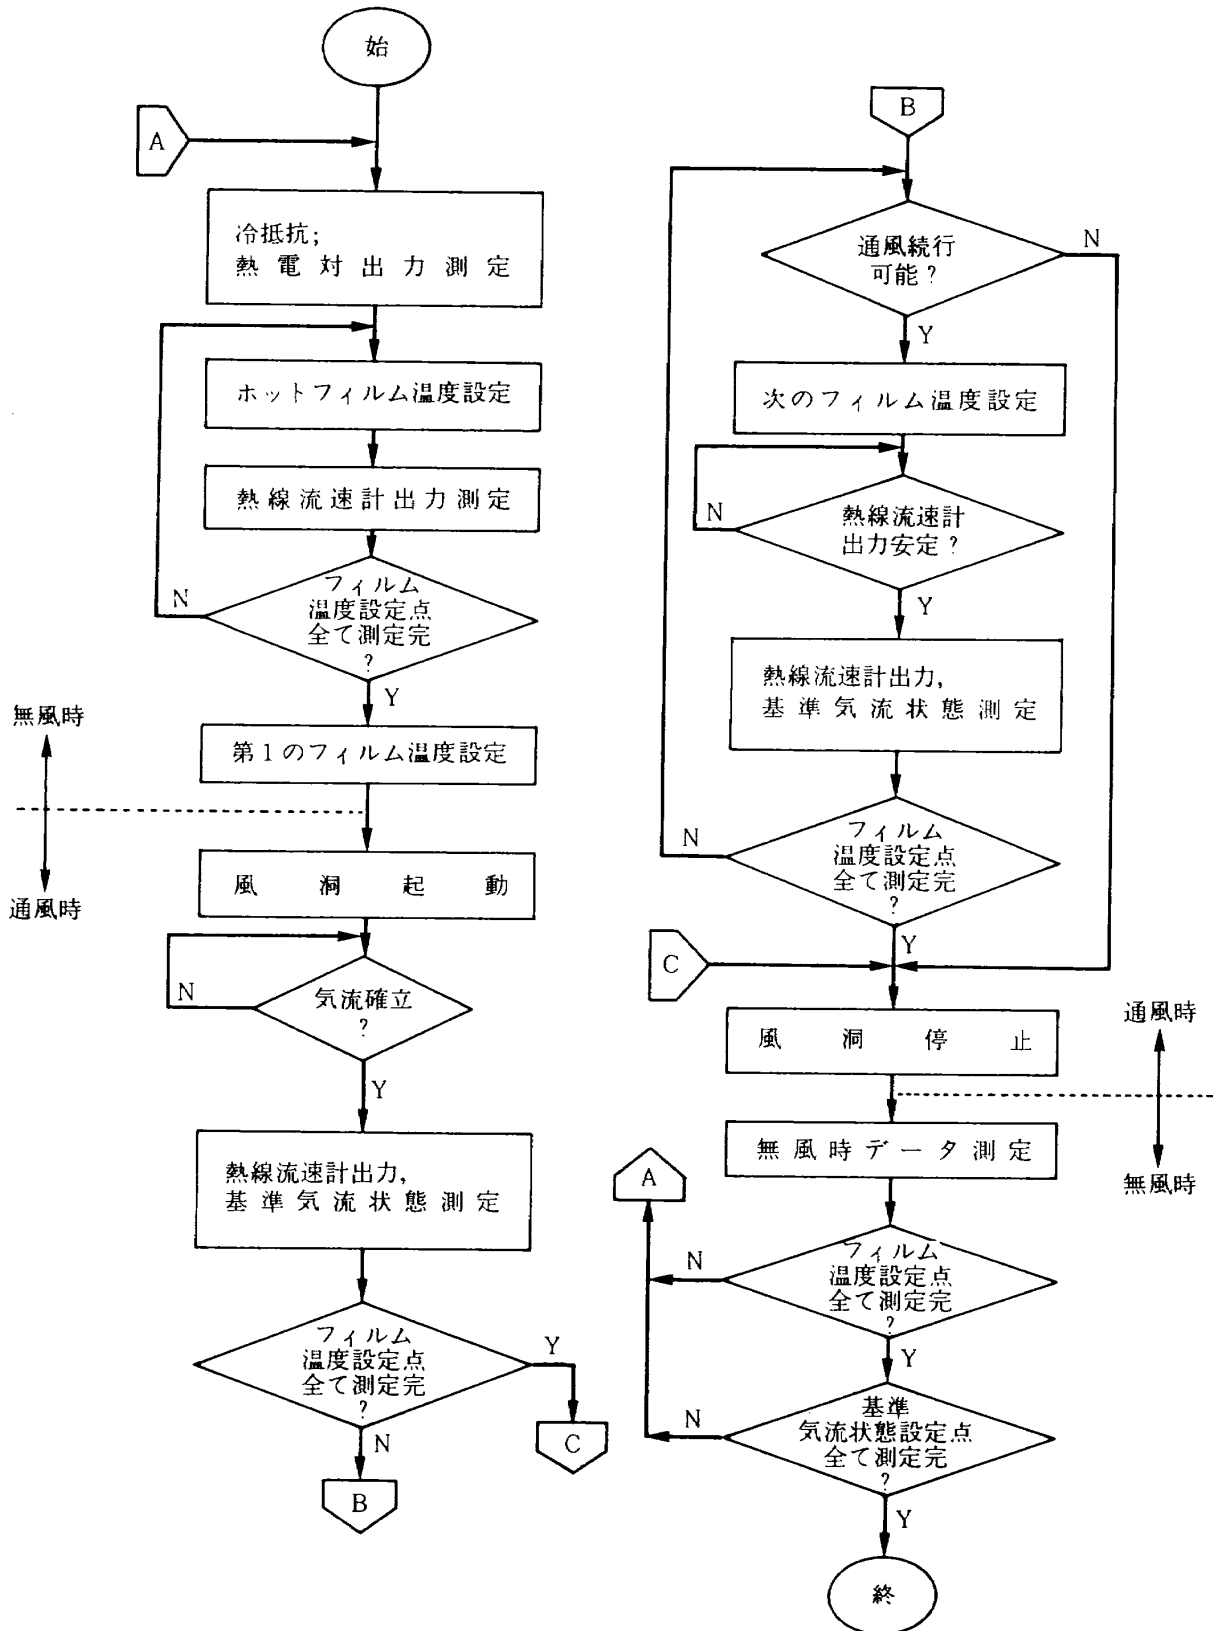 始
A
冷抵抗;
熱電対出力測定
ホットフィルム温度設定
熱線流速計出力測定
フィルム
温度設定点
全て測定完
?
N
Y
第1のフィルム温度設定
無風時
通風時
風洞起動
気流確立
?
N
Y
熱線流速計出力,
基準気流状態測定
フィルム
温度設定点
全て測定完
?
Y
C
N
B
B
通風続行
可能?
N
Y
次のフィルム温度設定
熱線流速計
出力安定?
N
Y
熱線流速計出力,
基準気流状態測定
フィルム
温度設定点
全て測定完
?
N
Y
C
風洞停止
通風時
無風時
無風時データ測定
A
フィルム
温度設定点
全て測定完
?
N
Y
基準
気流状態設定点
全て測定完
?
N
Y
終